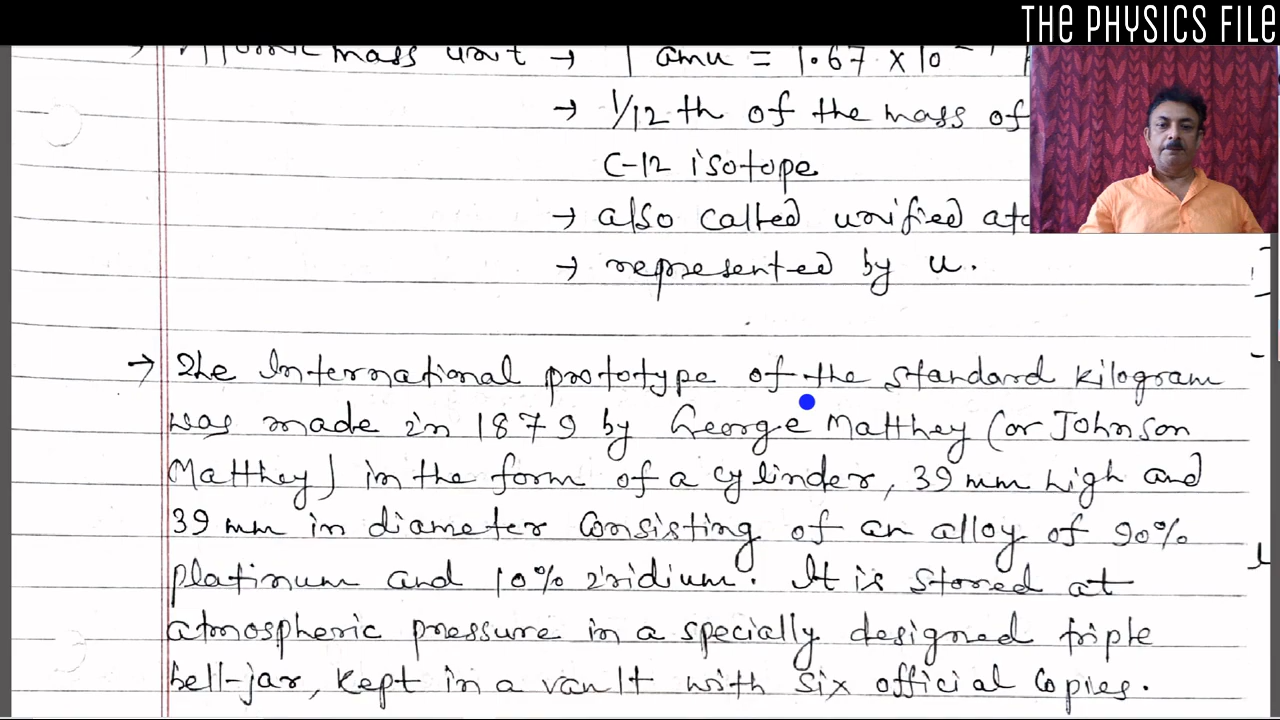 THE PHYSICS FILE
mass unit → 1 amu = 1.67 × 10
→ 1/12 th of the mass of
C-12 isotope
→ also called unified
→ represented by u.
→ The International prototype of the standard kilogram
was made in 1879 by George Matthey (or Johnson
Matthey) in the form of a cylinder, 39 mm high and
39 mm in diameter consisting of an alloy of 90%
platinum and 10% iridium. It is stored at
atmospheric pressure in a specially designed triple
bell-jar, kept in a vault with six official copies.